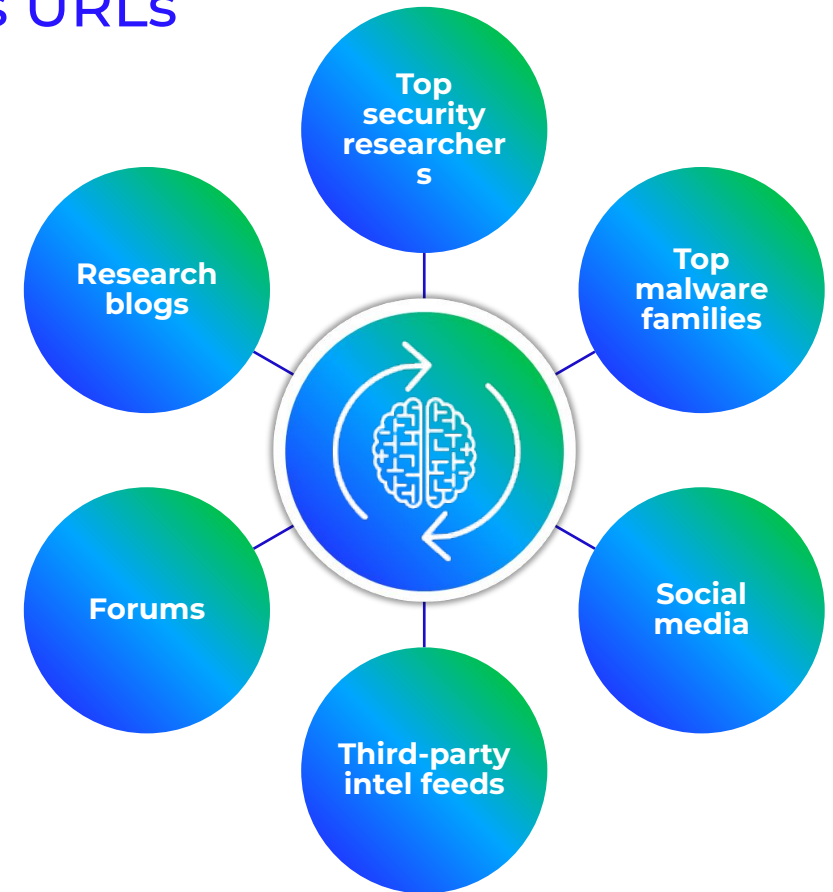 s URLs
Top
security
researcher
s
Research
blogs
Top
malware
families
Forums
Social
media
Third-party
intel feeds